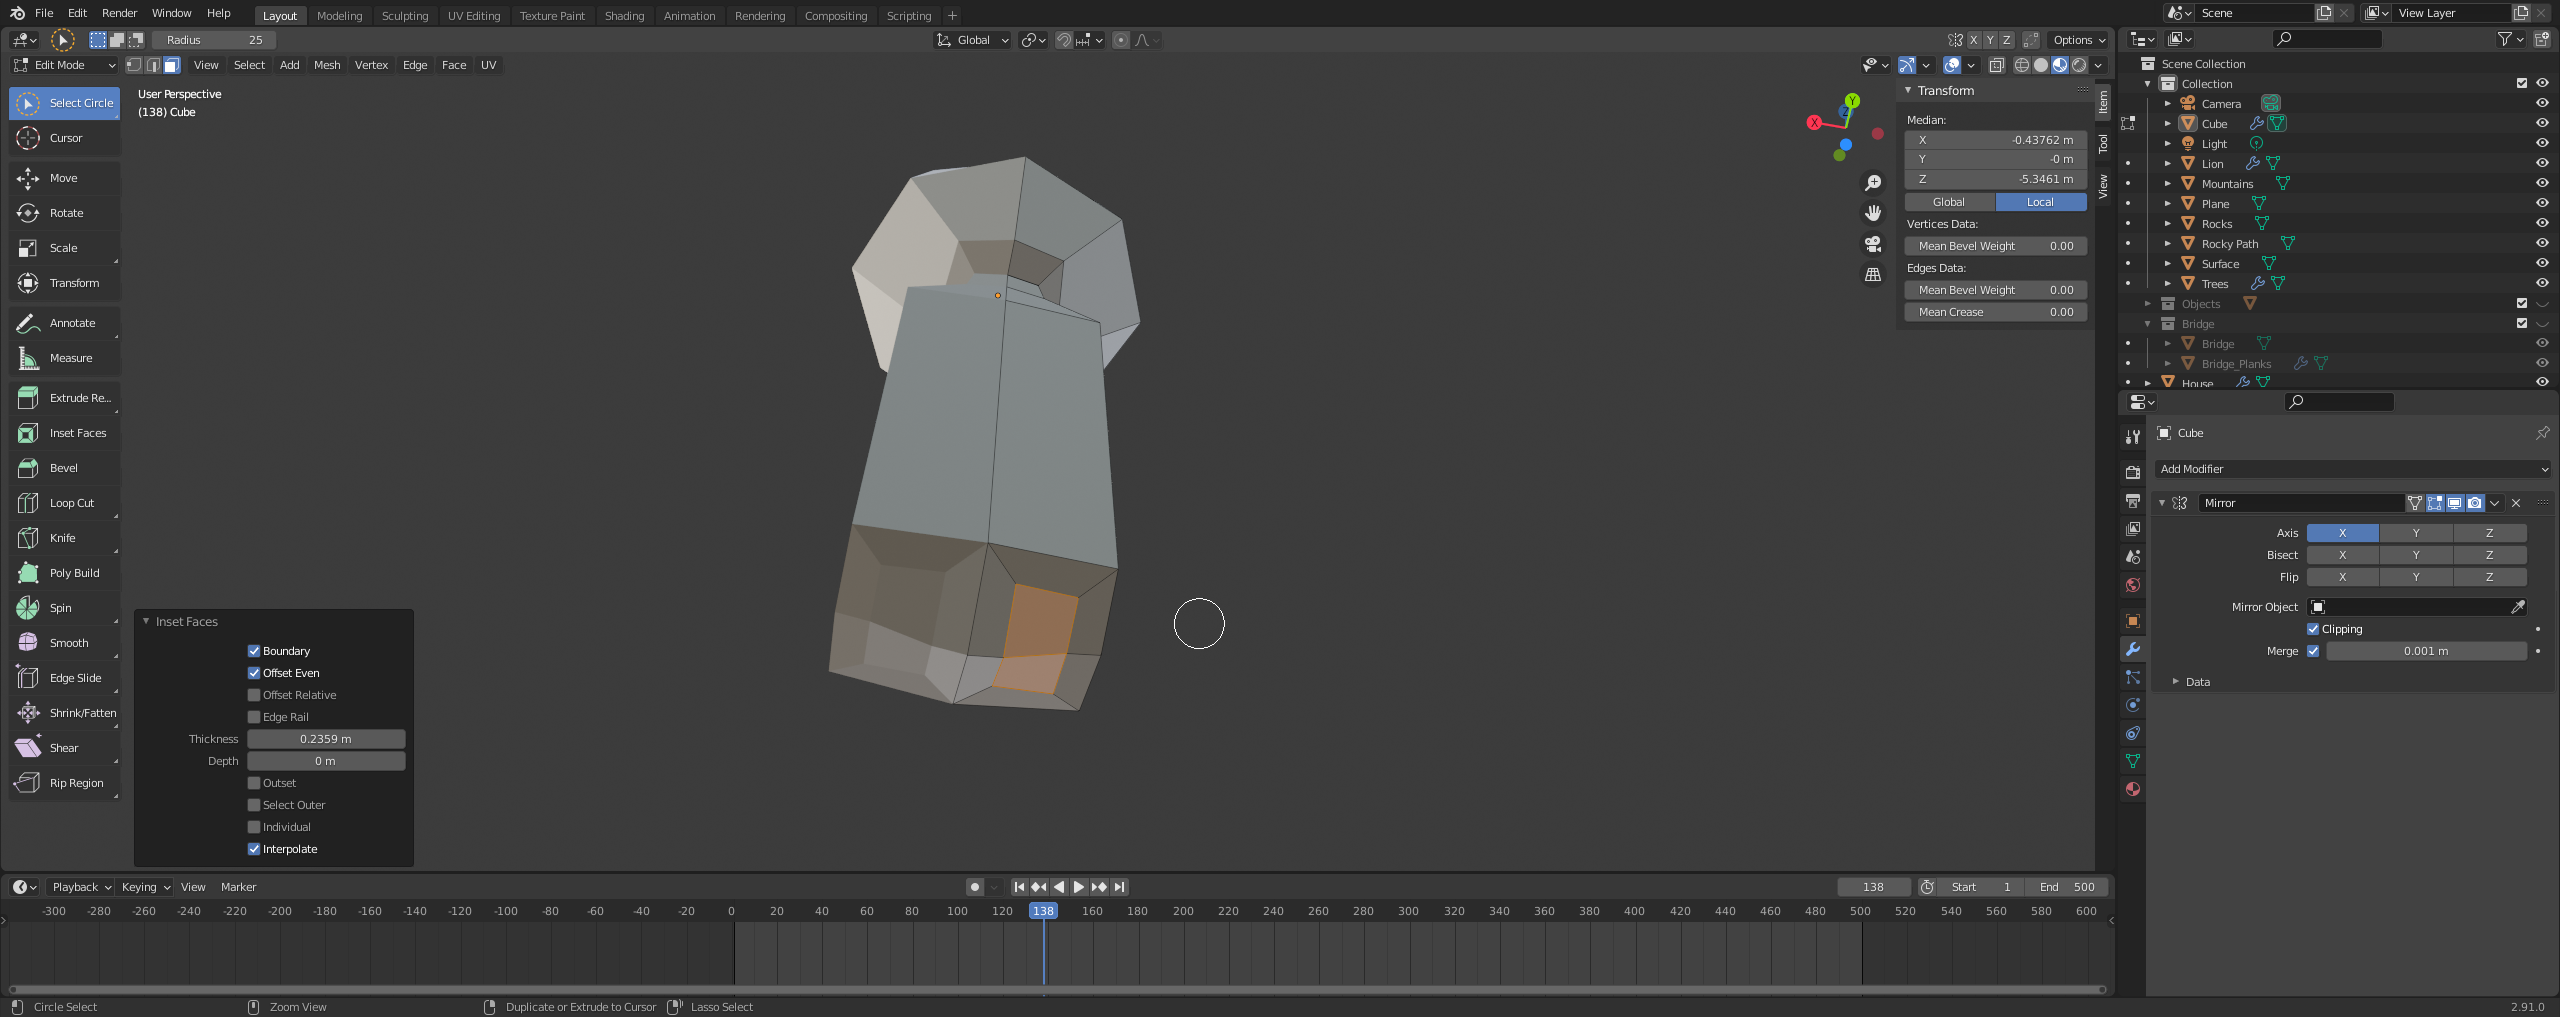 File Edit Render Window Help Layout Modeling Sculpting UV Editing Texture Paint Shading Animation Rendering Compositing Scripting + Scene View Layer
Radius 25 Global X Y Z Options
Edit Mode View Select Add Mesh Vertex Edge Face UV
User Perspective
(138) Cube
Select Circle
Cursor
Move
Rotate
Scale
Transform
Annotate
Measure
Extrude Re...
Inset Faces
Bevel
Loop Cut
Knife
Poly Build
Spin
Smooth
Edge Slide
Shrink/Fatten
Shear
Rip Region
Inset Faces
Boundary
Offset Even
Offset Relative
Edge Rail
Thickness 0.2359 m
Depth 0 m
Outset
Select Outer
Individual
Interpolate
Y
Z
X
Transform
Median:
X -0.43762 m
Y -0 m
Z -5.3461 m
Global Local
Vertices Data:
Mean Bevel Weight 0.00
Edges Data:
Mean Bevel Weight 0.00
Mean Crease 0.00
Item
Tool
View
Scene Collection
Collection
Camera
Cube
Light
Lion
Mountains
Plane
Rocks
Rocky Path
Surface
Trees
Objects
Bridge
Bridge
Bridge_Planks
House
Cube
Add Modifier
Mirror
Axis X Y Z
Bisect X Y Z
Flip X Y Z
Mirror Object
Clipping
Merge 0.001 m
Data
Playback Keying View Marker 138 Start 1 End 500
-300 -280 -260 -240 -220 -200 -180 -160 -140 -120 -100 -80 -60 -40 -20 0 20 40 60 80 100 120 138 160 180 200 220 240 260 280 300 320 340 360 380 400 420 440 460 480 500 520 540 560 580 600
Circle Select Zoom View Duplicate or Extrude to Cursor Lasso Select 2.91.0